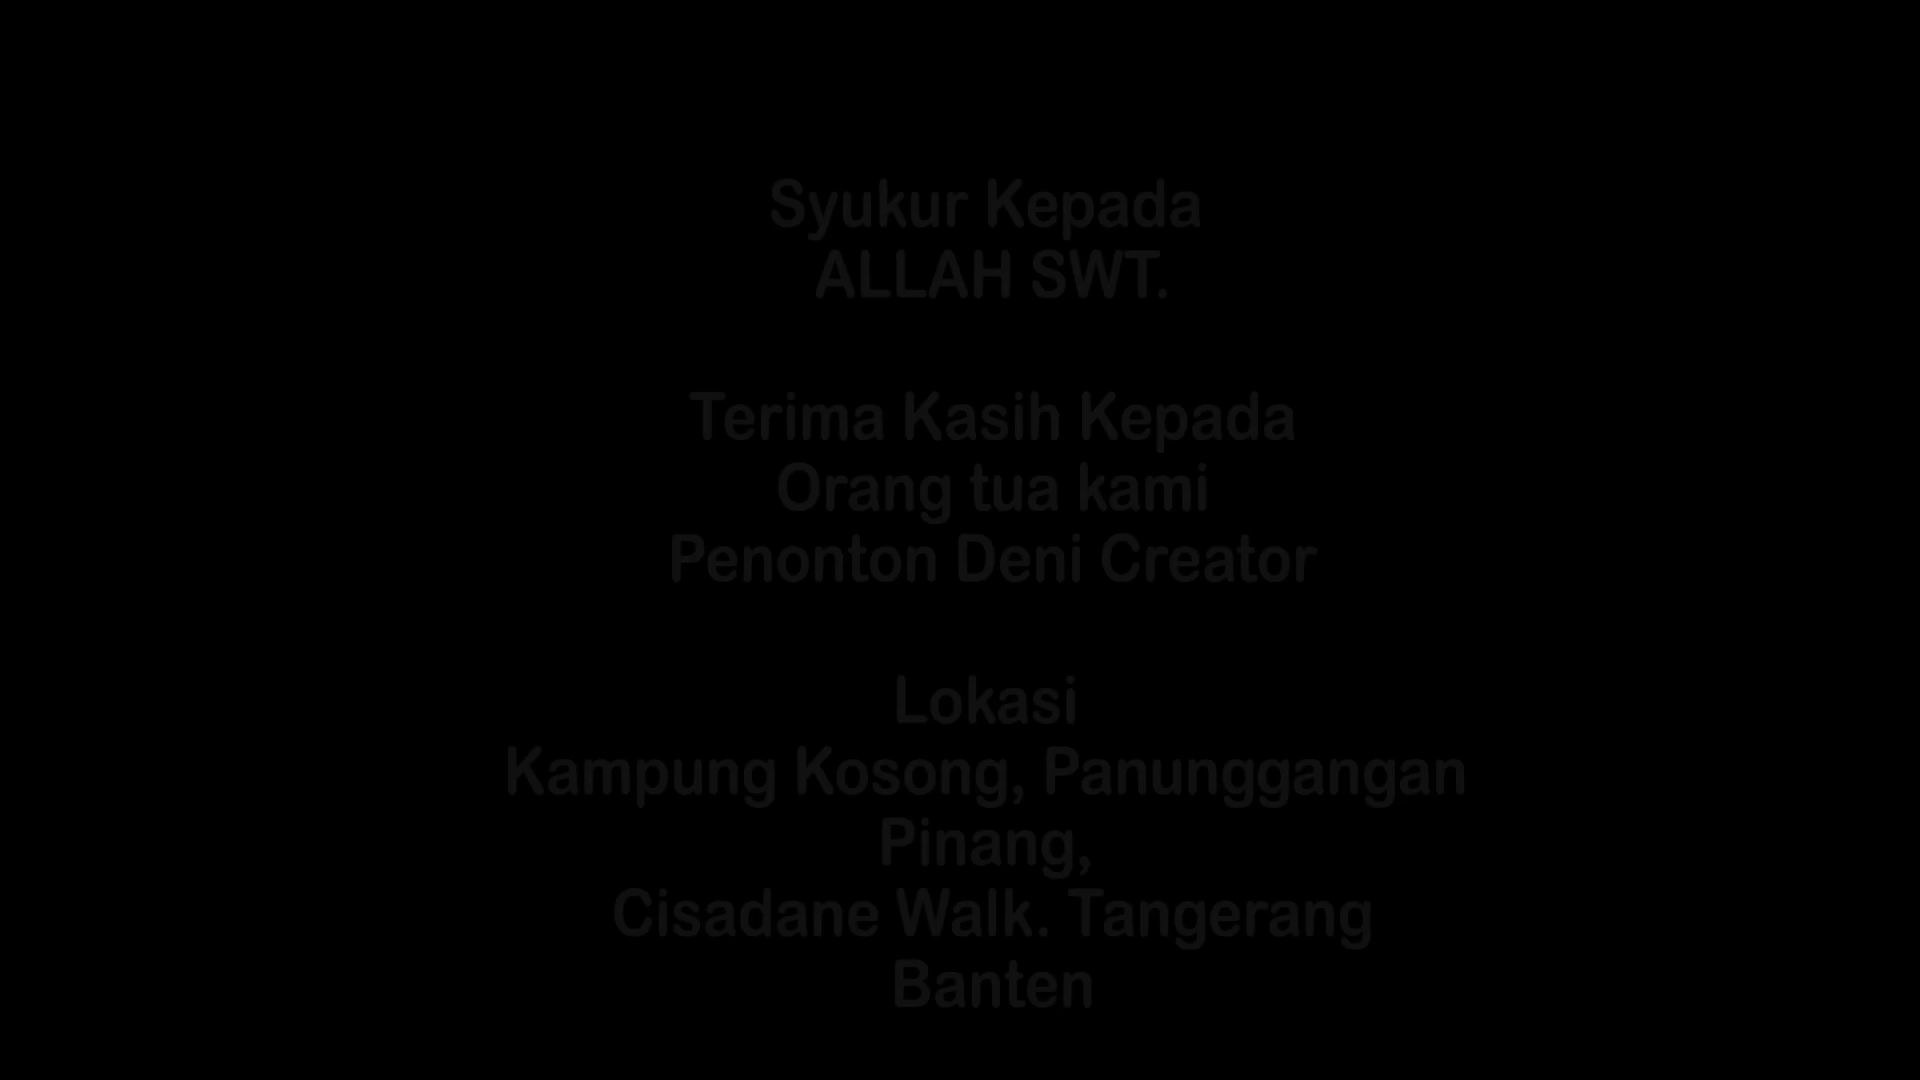 Syukur Kepada
ALLAH SWT.
Terima Kasih Kepada
Orang tua kami
Penonton Deni Creator
Lokasi
Kampung Kosong, Panunggangan
Pinang,
Cisadane Walk. Tangerang
Banten